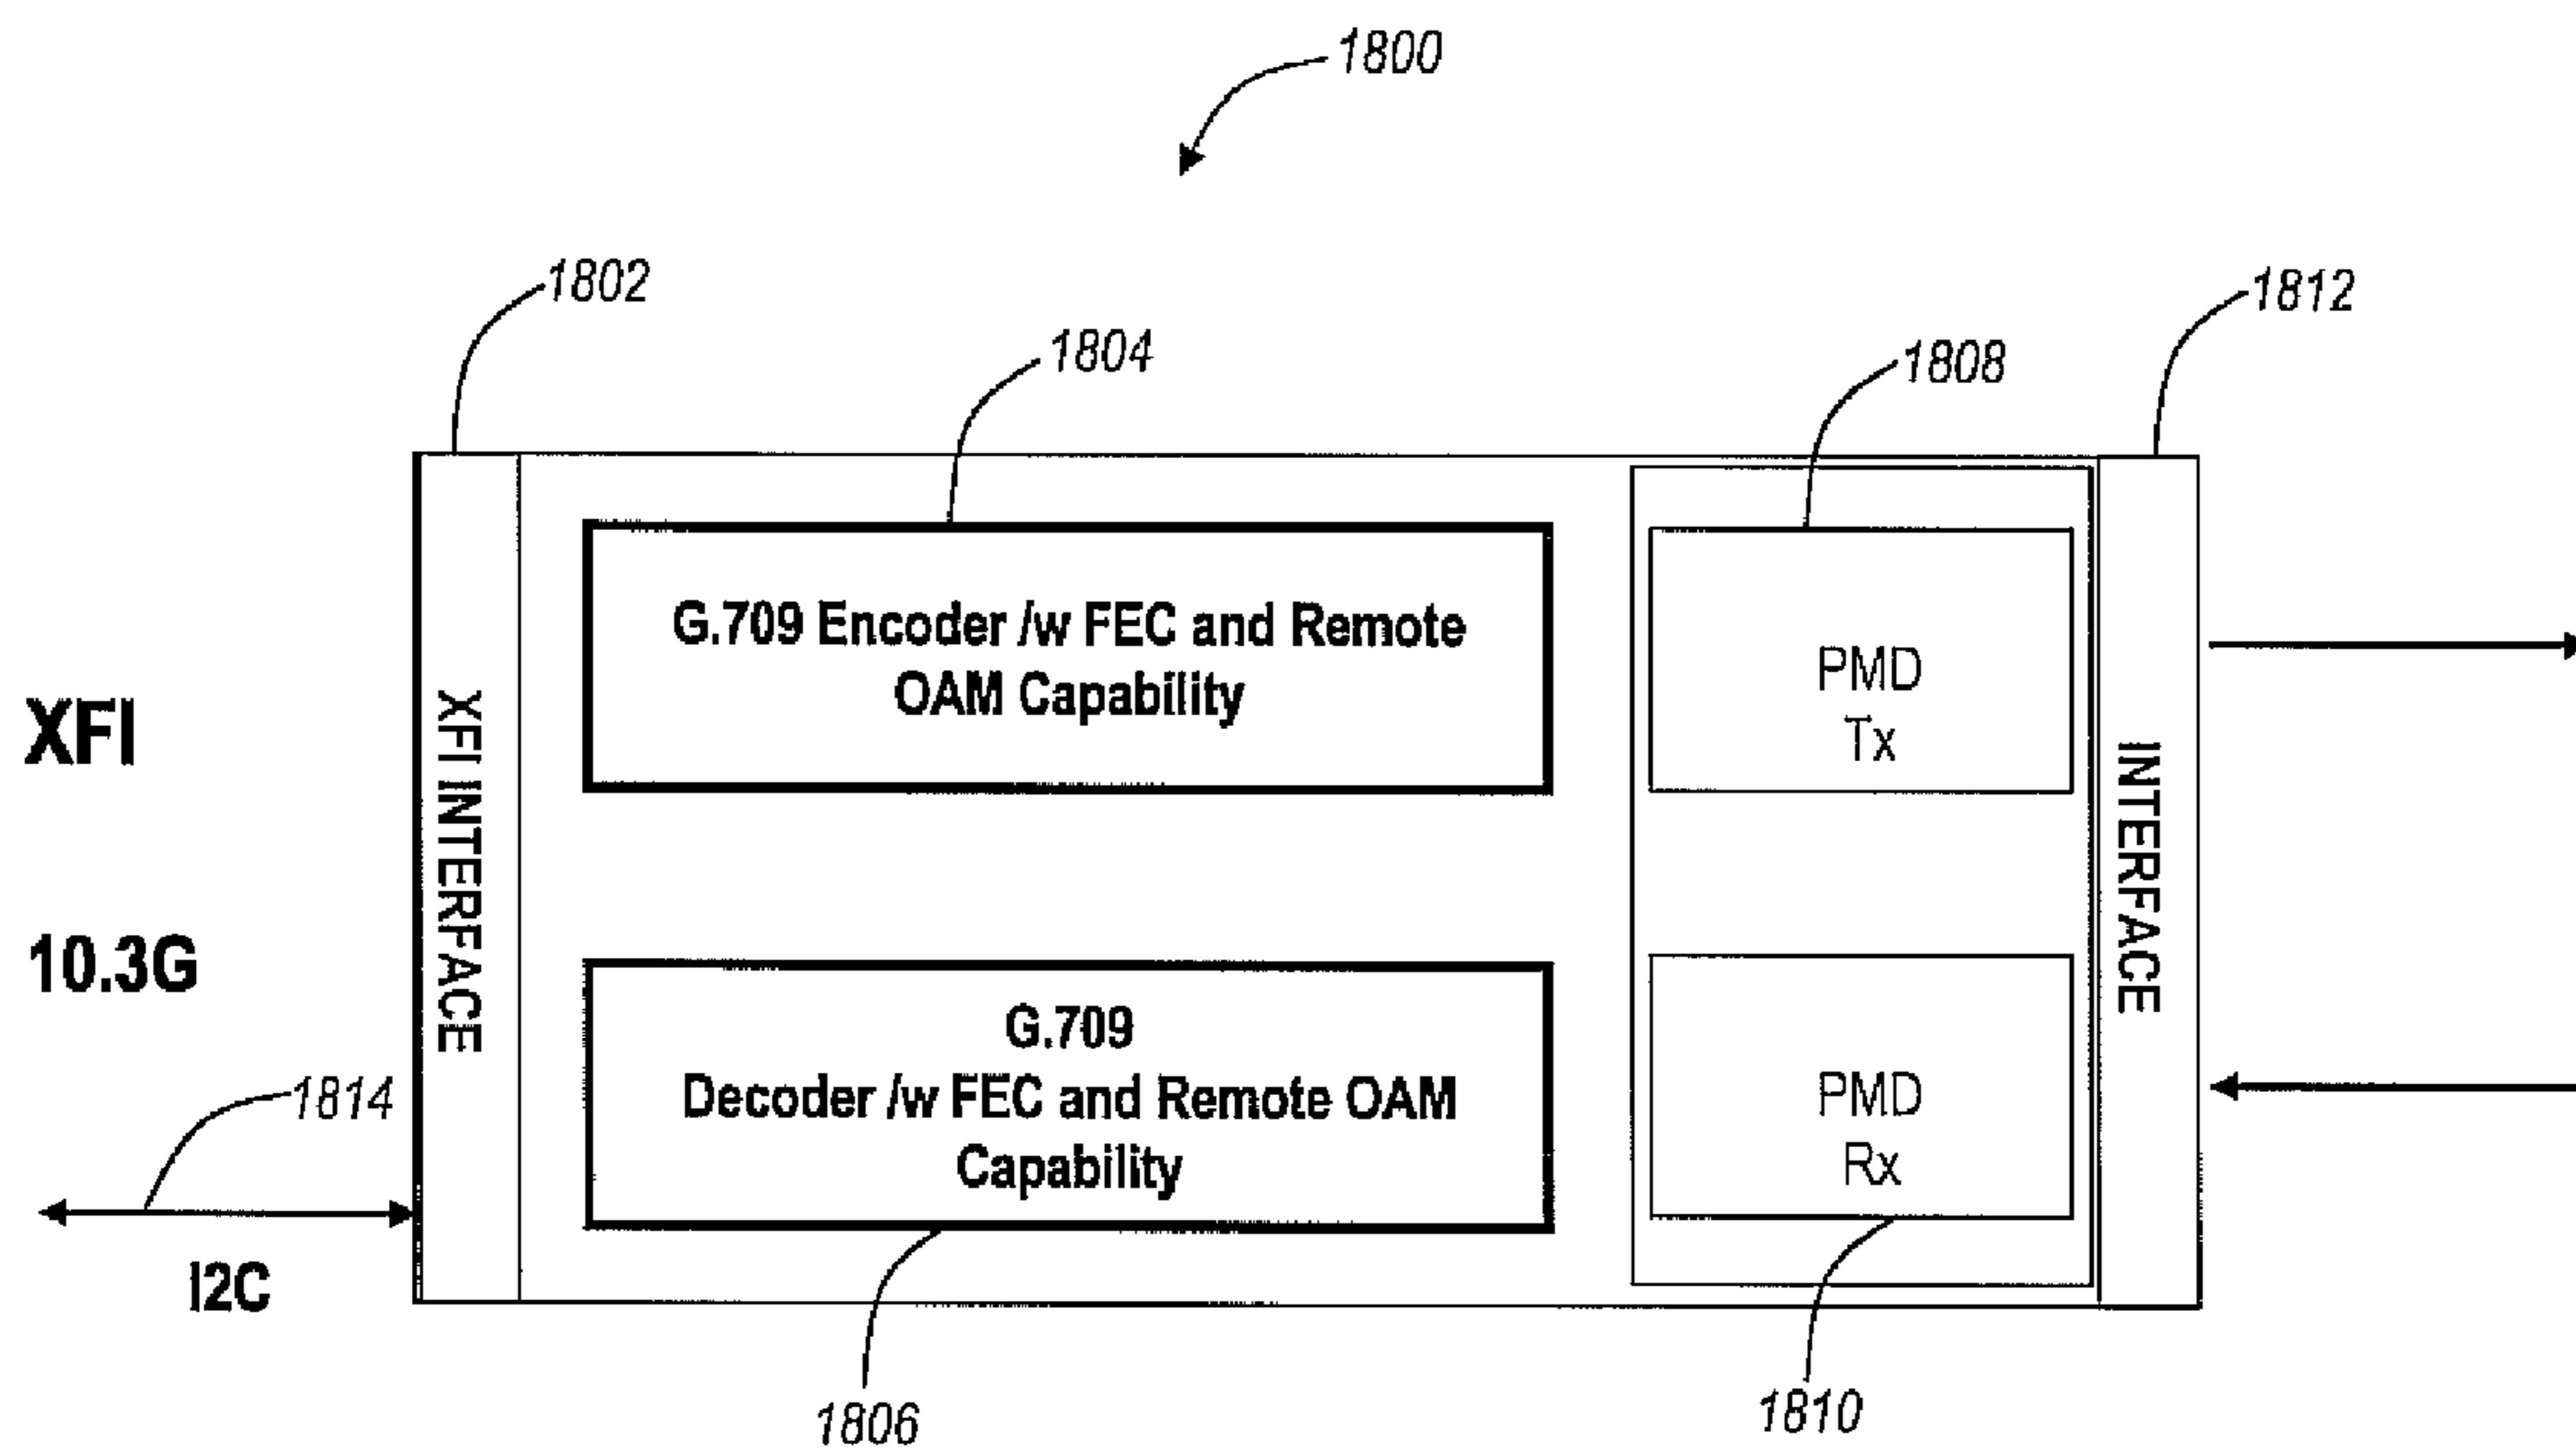 1800
1802
1812
1804
1808
G.709 Encoder /w FEC and Remote
OAM Capability
PMD
Tx
XFI
XFI INTERFACE
INTERFACE
10.3G
G.709
Decoder /w FEC and Remote OAM
Capability
PMD
Rx
1814
I2C
1806
1810